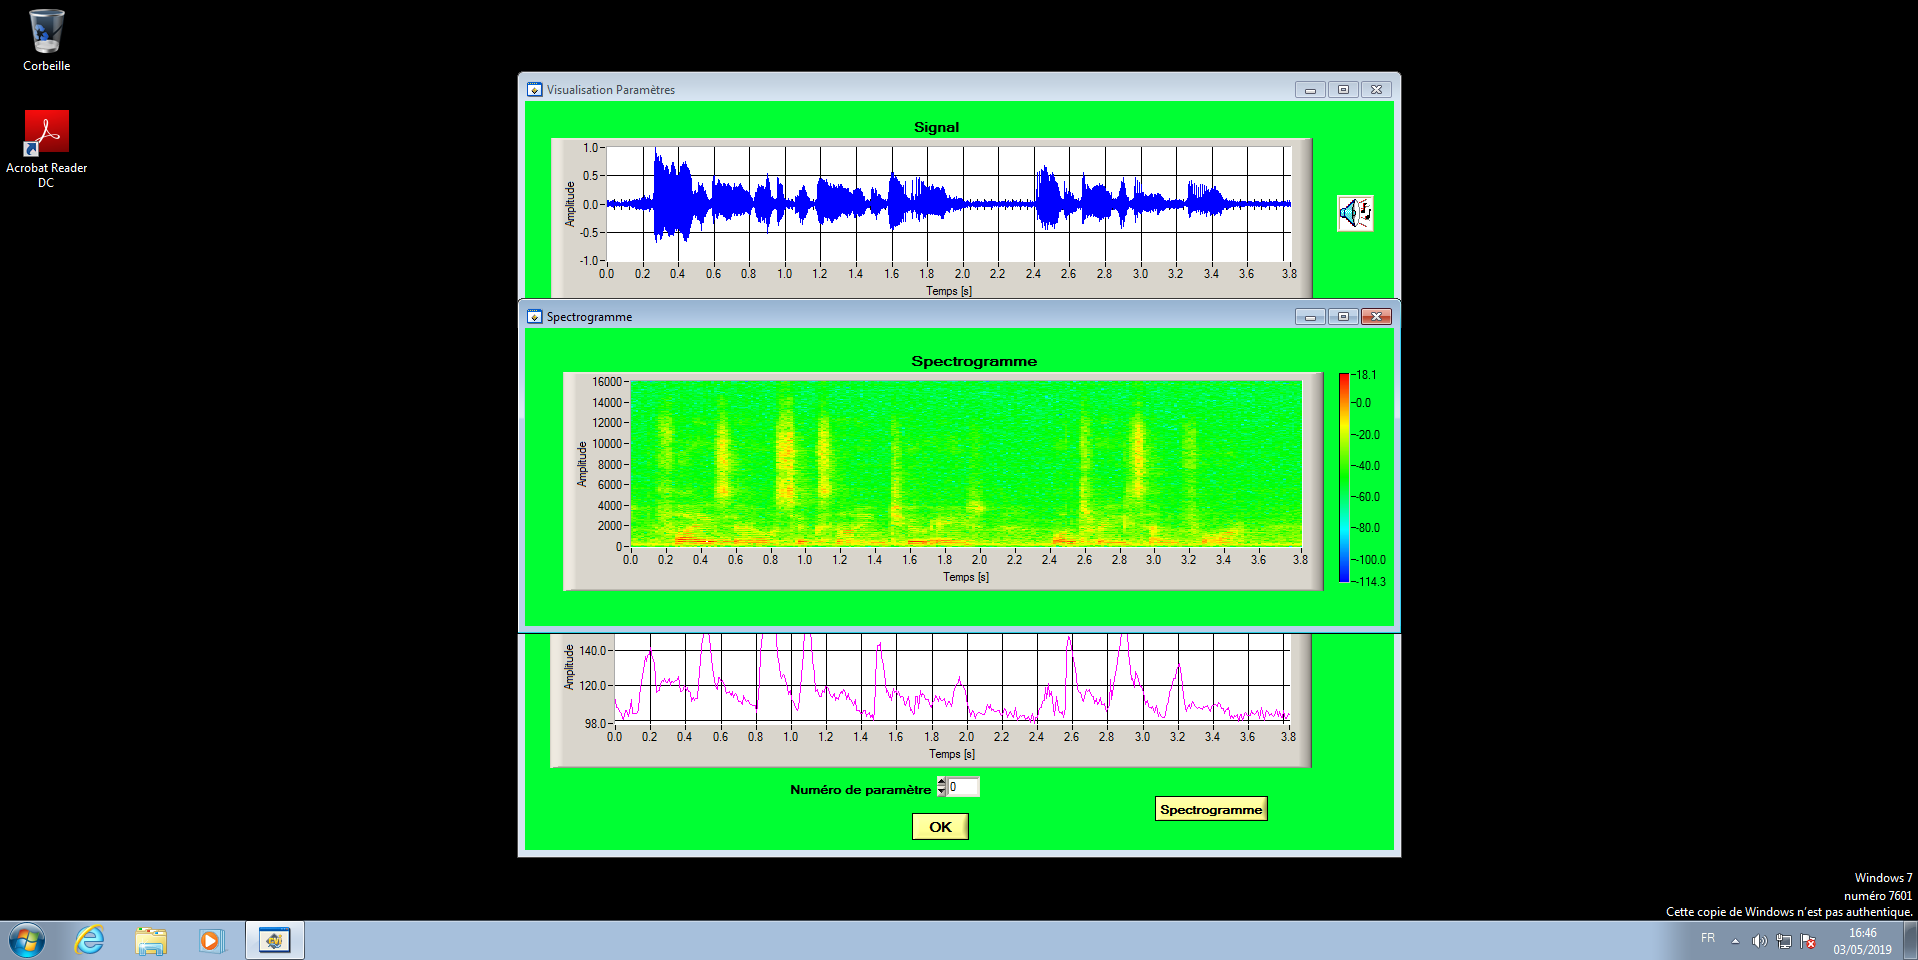 Corbeille
Acrobat Reader
DC
Visualisation Paramètres
Signal
1.0
0.5
0.0
-0.5
-1.0
Amplitude
0.0 0.2 0.4 0.6 0.8 1.0 1.2 1.4 1.6 1.8 2.0 2.2 2.4 2.6 2.8 3.0 3.2 3.4 3.6 3.8
Temps [s]
Spectrogramme
Spectrogramme
16000
14000
12000
10000
8000
6000
4000
2000
0
Amplitude
0.0 0.2 0.4 0.6 0.8 1.0 1.2 1.4 1.6 1.8 2.0 2.2 2.4 2.6 2.8 3.0 3.2 3.4 3.6 3.8
Temps [s]
18.1
0.0
-20.0
-40.0
-60.0
-80.0
-100.0
-114.3
140.0
120.0
98.0
Amplitude
0.0 0.2 0.4 0.6 0.8 1.0 1.2 1.4 1.6 1.8 2.0 2.2 2.4 2.6 2.8 3.0 3.2 3.4 3.6 3.8
Temps [s]
Numéro de paramètre 0
Spectrogramme
OK
Windows 7
numéro 7601
Cette copie de Windows n'est pas authentique.
FR
16:46
03/05/2019